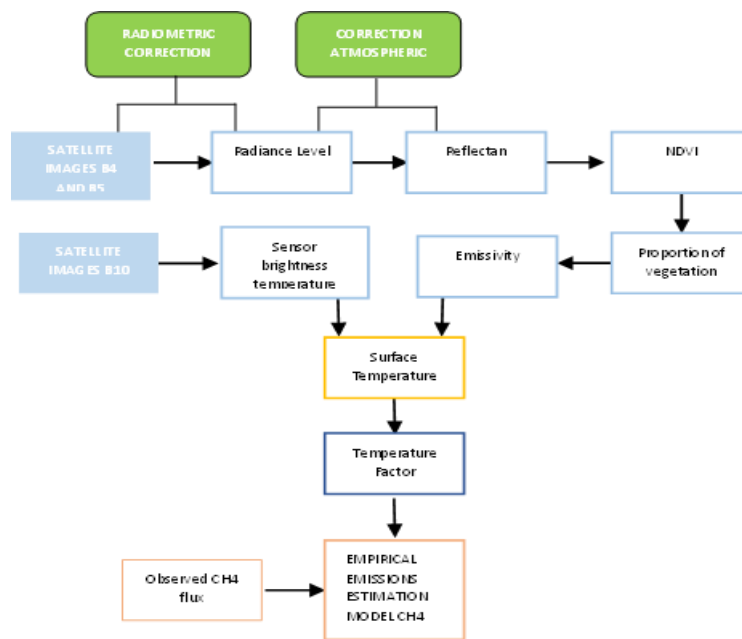 RADIOMETRIC
CORRECTION
CORRECTION
ATMOSPHERIC
SATELLITE
IMAGES B4
AND B5
Radiance Level
Reflectan
NDVI
SATELLITE
IMAGES B10
Sensor
brightness
temperature
Emissivity
Proportion of
vegetation
Surface
Temperature
Temperature
Factor
Observed CH4
flux
EMPIRICAL
EMISSIONS
ESTIMATION
MODEL CH4